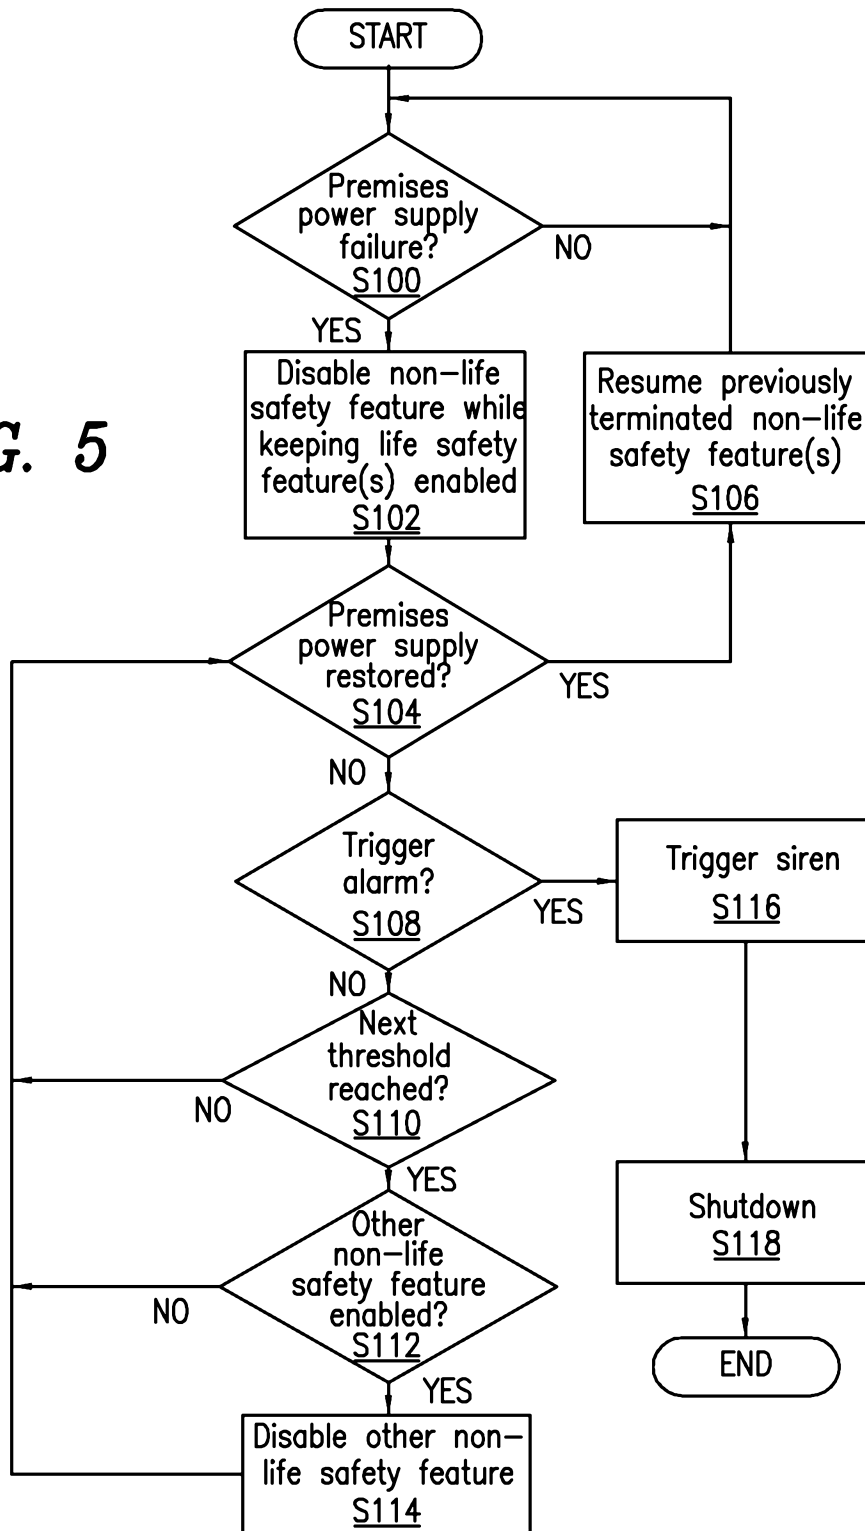 START
Premises
power supply
failure?
S100
NO
YES
Disable non-life
safety feature while
keeping life safety
feature(s) enabled
S102
Resume previously
terminated non-life
safety feature(s)
S106
G. 5
Premises
power supply
restored?
S104
YES
NO
Trigger
alarm?
S108
YES
Trigger siren
S116
NO
Next
threshold
reached?
S110
NO
YES
Shutdown
S118
Other
non-life
safety feature
enabled?
S112
NO
YES
END
Disable other non-
life safety feature
S114